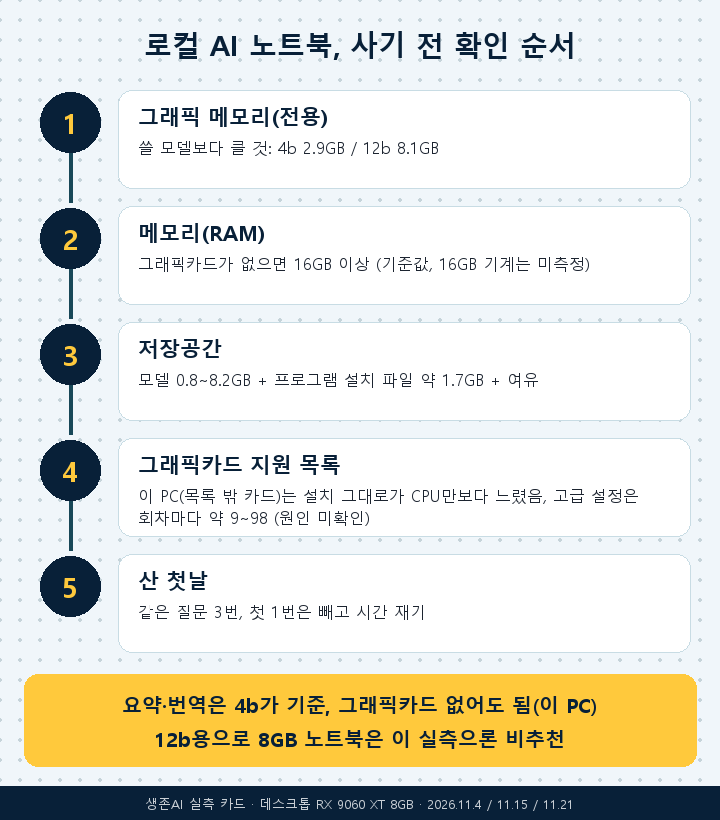 로컬 AI 노트북, 사기 전 확인 순서
1
그래픽 메모리(전용)
쓸 모델보다 클 것: 4b 2.9GB / 12b 8.1GB
2
메모리(RAM)
그래픽카드가 없으면 16GB 이상 (기준값, 16GB 기계는 미측정)
3
저장공간
모델 0.8~8.2GB + 프로그램 설치 파일 약 1.7GB + 여유
4
그래픽카드 지원 목록
이 PC(목록 밖 카드)는 설치 그대로가 CPU만보다 느렸음, 고급 설정은
회차마다 약 9~98 (원인 미확인)
5
산 첫날
같은 질문 3번, 첫 1번은 빼고 시간 재기
요약·번역은 4b가 기준, 그래픽카드 없어도 됨(이 PC)
12b용으로 8GB 노트북은 이 실측으론 비추천
생존AI 실측 카드 · 데스크톱 RX 9060 XT 8GB · 2026.11.4 / 11.15 / 11.21